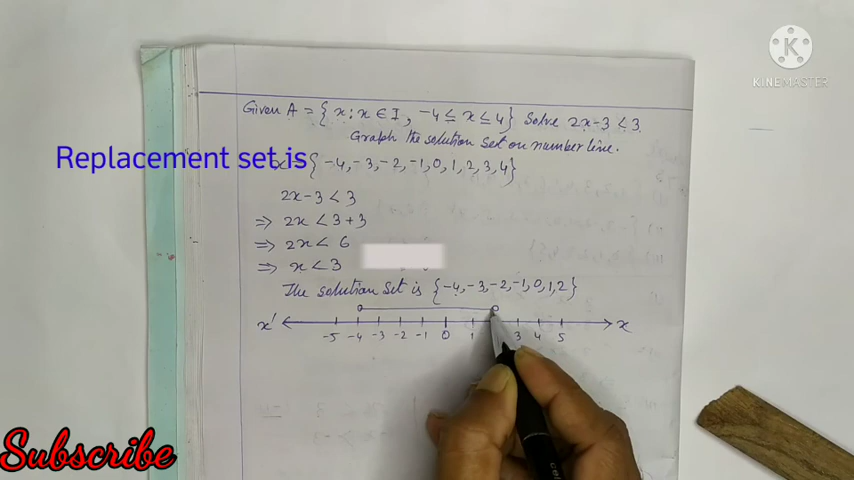 Given A = { x : x ∈ I , -4 ≤ x ≤ 4 } Solve 2x-3 < 3.
Graph the solution set on number line.
Replacement set is
x = { -4, -3, -2, -1, 0, 1, 2, 3, 4 }
2x-3 < 3
⇒ 2x < 3+3
⇒ 2x < 6
⇒ x < 3
The solution set is { -4, -3, -2, -1, 0, 1, 2 }
x' x
-5 -4 -3 -2 -1 0 1 3 4 5
KINEMASTER
Subscribe